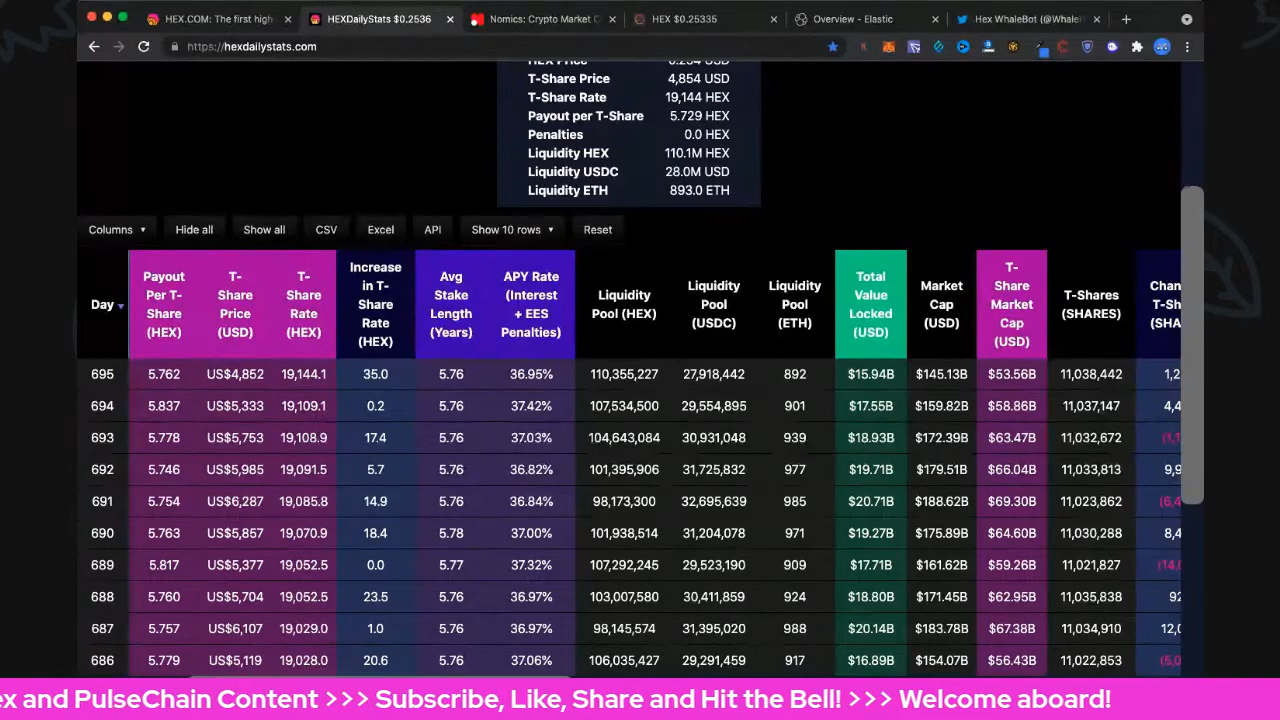 HEX.COM: The first high
HEXDailyStats $0.2536
Nomics: Crypto Market C
HEX $0.25335
Overview - Elastic
Hex WhaleBot (@Whale
https://hexdailystats.com
T-Share Price 4,854 USD
T-Share Rate 19,144 HEX
Payout per T-Share 5.729 HEX
Penalties 0.0 HEX
Liquidity HEX 110.1M HEX
Liquidity USDC 28.0M USD
Liquidity ETH 893.0 ETH
Columns Hide all Show all CSV Excel API Show 10 rows Reset
Day
Payout Per T-Share (HEX)
T-Share Price (USD)
T-Share Rate (HEX)
Increase in T-Share Rate (HEX)
Avg Stake Length (Years)
APY Rate (Interest + EES Penalties)
Liquidity Pool (HEX)
Liquidity Pool (USDC)
Liquidity Pool (ETH)
Total Value Locked (USD)
Market Cap (USD)
T-Share Market Cap (USD)
T-Shares (SHARES)
Chan T-Sh (SHA
695 5.762 US$4,852 19,144.1 35.0 5.76 36.95% 110,355,227 27,918,442 892 $15.94B $145.13B $53.56B 11,038,442 1,2
694 5.837 US$5,333 19,109.1 0.2 5.76 37.42% 107,534,500 29,554,895 901 $17.55B $159.82B $58.86B 11,037,147 4,4
693 5.778 US$5,753 19,108.9 17.4 5.76 37.03% 104,643,084 30,931,048 939 $18.93B $172.39B $63.47B 11,032,672 (1,1
692 5.746 US$5,985 19,091.5 5.7 5.76 36.82% 101,395,906 31,725,832 977 $19.71B $179.51B $66.04B 11,033,813 9,9
691 5.754 US$6,287 19,085.8 14.9 5.76 36.84% 98,173,300 32,695,639 985 $20.71B $188.62B $69.30B 11,023,862 (6,4
690 5.763 US$5,857 19,070.9 18.4 5.78 37.00% 101,938,514 31,204,078 971 $19.27B $175.89B $64.60B 11,030,288 8,4
689 5.817 US$5,377 19,052.5 0.0 5.77 37.32% 107,292,245 29,523,190 909 $17.71B $161.62B $59.26B 11,021,827 (14,0
688 5.760 US$5,704 19,052.5 23.5 5.76 36.97% 103,007,580 30,411,859 924 $18.80B $171.45B $62.95B 11,035,838 92
687 5.757 US$6,107 19,029.0 1.0 5.76 36.97% 98,145,574 31,395,020 988 $20.14B $183.78B $67.38B 11,034,910 12,0
686 5.779 US$5,119 19,028.0 20.6 5.76 37.06% 106,035,427 29,291,459 917 $16.89B $154.07B $56.43B 11,022,853 (5,0
ex and PulseChain Content >>> Subscribe, Like, Share and Hit the Bell! >>> Welcome aboard!